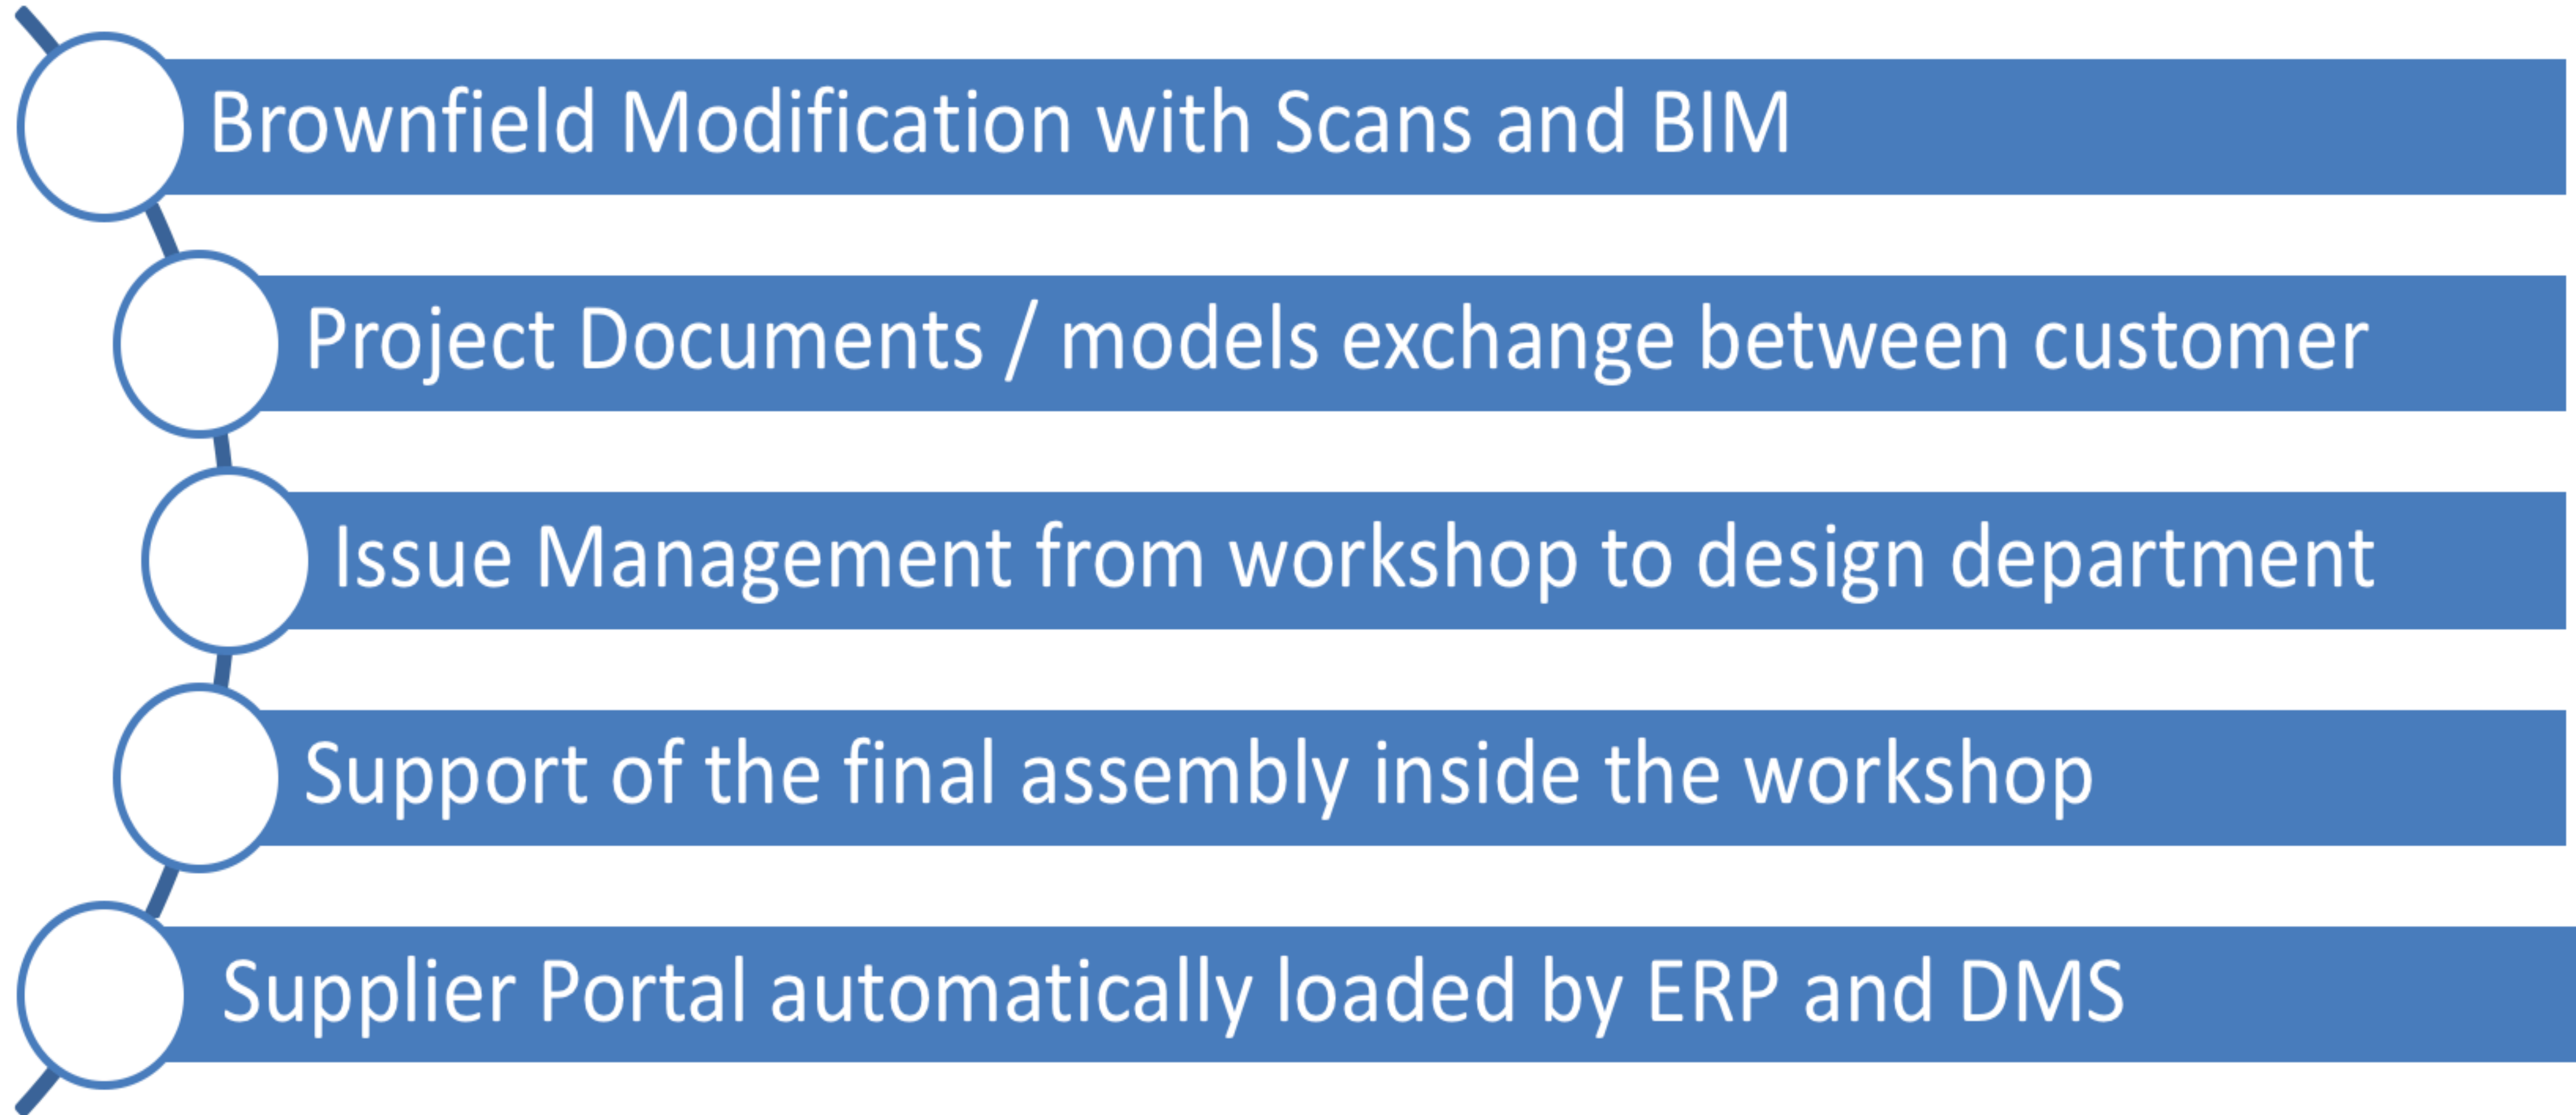 Brownfield Modification with Scans and BIM
Project Documents / models exchange between customer
Issue Management from workshop to design department
Support of the final assembly inside the workshop
Supplier Portal automatically loaded by ERP and DMS